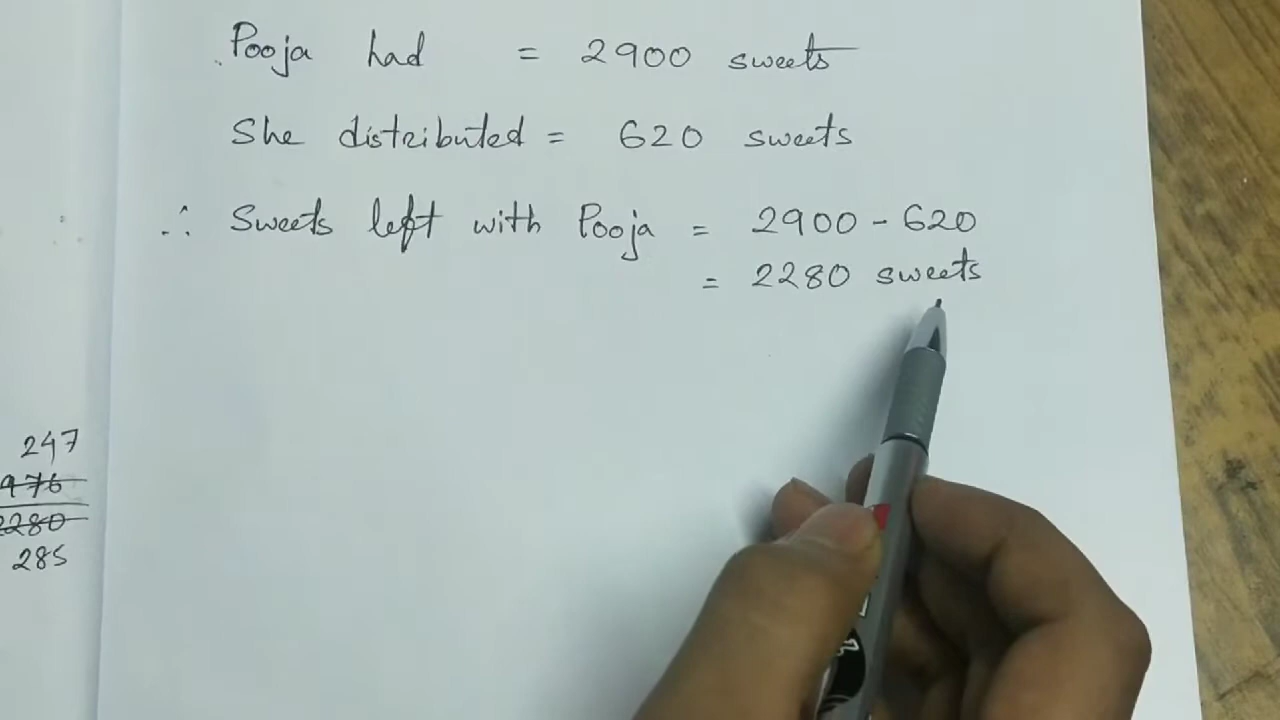 Pooja had = 2900 sweets
She distributed = 620 sweets
∴ Sweets left with Pooja = 2900 - 620
= 2280 sweets
247
976
2280
285